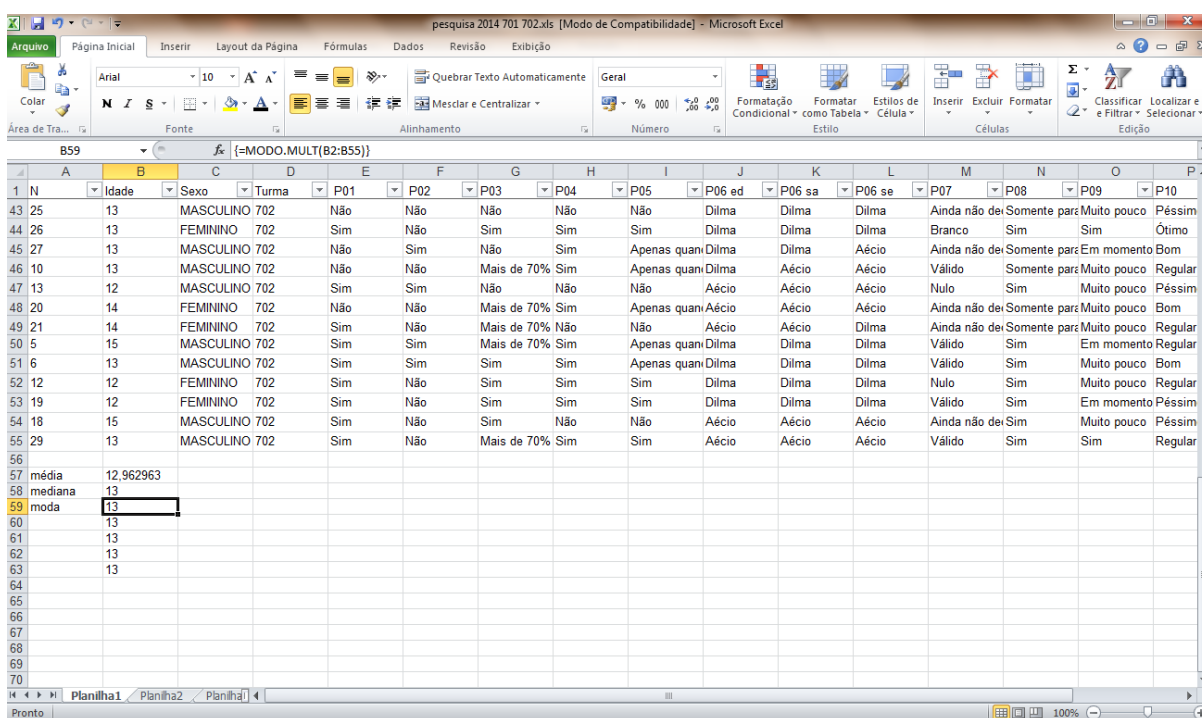 pesquisa 2014 701 702.xls [Modo de Compatibilidade] - Microsoft Excel
Arquivo Página Inicial Inserir Layout da Página Fórmulas Dados Revisão Exibição
Colar
Arial 10 A A Quebrar Texto Automaticamente Geral
N I S A Mesclar e Centralizar % 000
Formatação Condicional
Formatar como Tabela
Estilos de Célula
Inserir Excluir Formatar
Σ
Classificar e Filtrar
Localizar e Selecionar
Área de Tra... Fonte Alinhamento Número Estilo Células Edição
B59 fx {=MODO.MULT(B2:B55)}
A B C D E F G H I J K L M N O P
1 N Idade Sexo Turma P01 P02 P03 P04 P05 P06 ed P06 sa P06 se P07 P08 P09 P10
43 25 13 MASCULINO 702 Não Não Não Não Não Dilma Dilma Dilma Ainda não de Somente para Muito pouco Péssim
44 26 13 FEMININO 702 Sim Não Sim Sim Sim Dilma Dilma Dilma Branco Sim Sim Ótimo
45 27 13 MASCULINO 702 Não Sim Não Sim Apenas quan Dilma Dilma Aécio Ainda não de Somente para Em momento Bom
46 10 13 MASCULINO 702 Não Não Mais de 70% Sim Apenas quan Dilma Aécio Aécio Válido Somente para Muito pouco Regular
47 13 12 MASCULINO 702 Sim Sim Não Não Não Aécio Aécio Aécio Nulo Sim Muito pouco Péssim
48 20 14 FEMININO 702 Não Não Mais de 70% Sim Apenas quan Aécio Aécio Aécio Ainda não de Somente para Muito pouco Bom
49 21 14 FEMININO 702 Sim Não Mais de 70% Não Não Aécio Aécio Dilma Ainda não de Somente para Muito pouco Regular
50 5 15 MASCULINO 702 Sim Sim Mais de 70% Sim Apenas quan Dilma Aécio Dilma Válido Sim Em momento Regular
51 6 13 MASCULINO 702 Sim Sim Sim Sim Apenas quan Dilma Dilma Dilma Válido Sim Muito pouco Bom
52 12 12 FEMININO 702 Sim Não Sim Sim Sim Dilma Dilma Dilma Nulo Sim Muito pouco Regular
53 19 12 FEMININO 702 Sim Não Sim Sim Sim Dilma Dilma Dilma Válido Sim Em momento Péssim
54 18 15 MASCULINO 702 Sim Não Sim Não Não Aécio Aécio Aécio Ainda não de Sim Muito pouco Péssim
55 29 13 MASCULINO 702 Sim Não Mais de 70% Sim Sim Aécio Aécio Aécio Válido Sim Sim Regular
56
57 média 12,962963
58 mediana 13
59 moda 13
60 13
61 13
62 13
63 13
64
65
66
67
68
69
70
Planilha1 Planilha2 Planilha
Pronto 100%